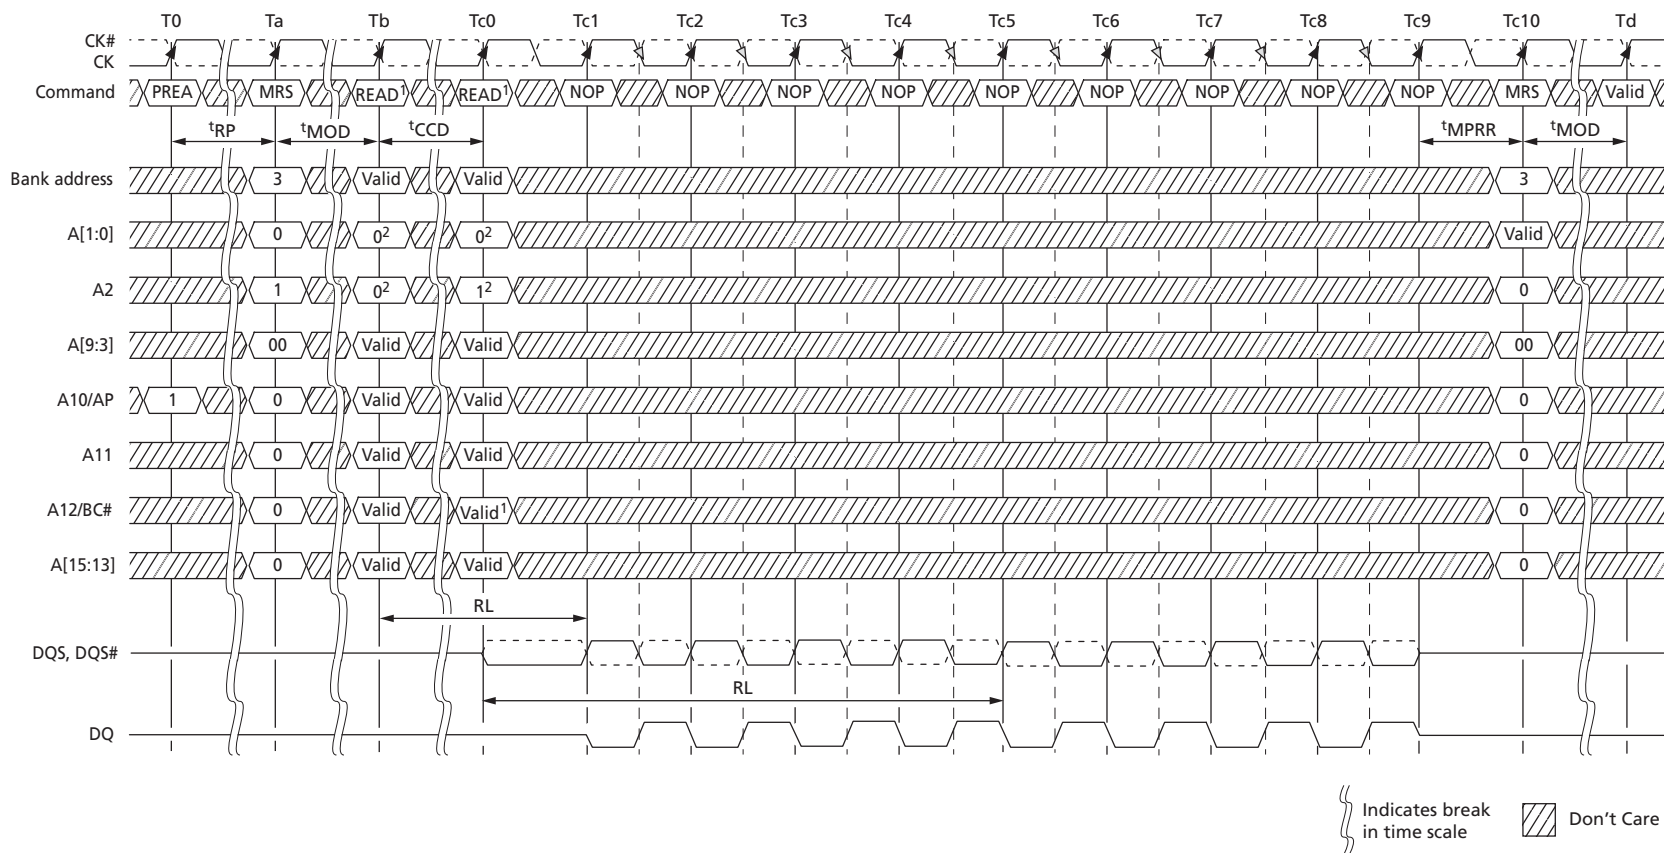 T0 Ta Tb Tc0 Tc1 Tc2 Tc3 Tc4 Tc5 Tc6 Tc7 Tc8 Tc9 Tc10 Td
CK#
CK
Command PREA MRS READ¹ READ¹ NOP NOP NOP NOP NOP NOP NOP NOP NOP MRS Valid
ᵗRP ᵗMOD ᵗCCD ᵗMPRR ᵗMOD
Bank address 3 Valid Valid 3
A[1:0] 0 0² 0² Valid
A2 1 0² 1² 0
A[9:3] 00 Valid Valid 00
A10/AP 1 0 Valid Valid 0
A11 0 Valid Valid 0
A12/BC# 0 Valid Valid¹ 0
A[15:13] 0 Valid Valid 0
RL
DQS, DQS#
RL
DQ
Indicates break
in time scale
Don't Care